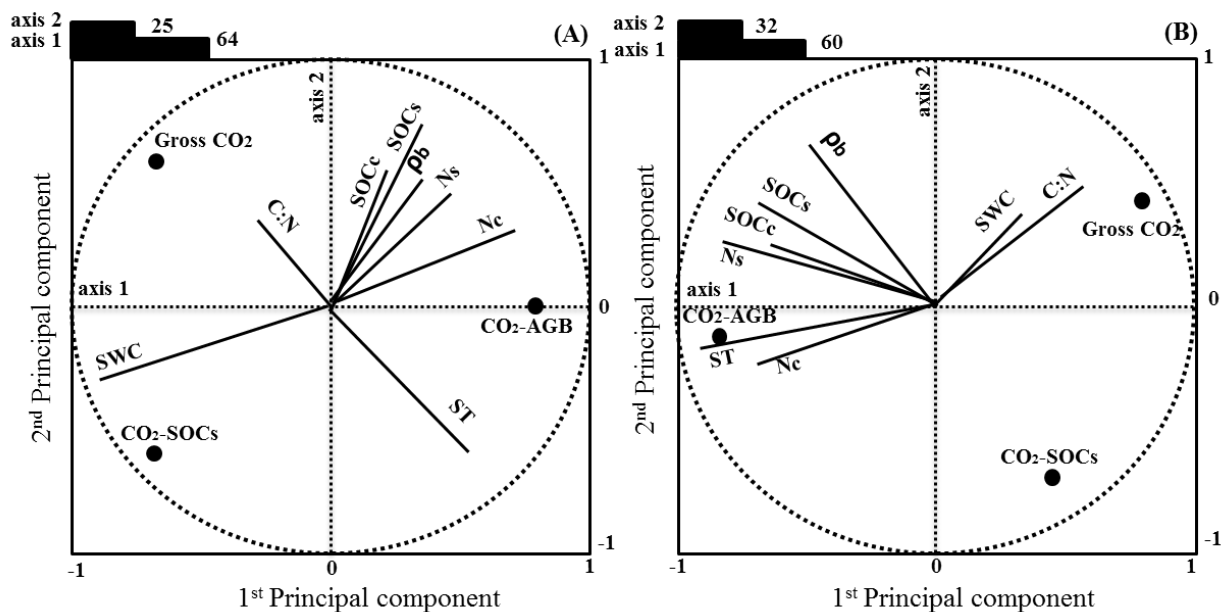 axis 2 25 (A)
axis 1 64
1
axis 2
Gross CO₂
SOCc
SOCs
ρb
Ns
C:N
Nc
axis 1
0
CO₂-AGB
SWC
ST
CO₂-SOCs
-1
-1 0 1
1st Principal component
2nd Principal component
axis 2 32 (B)
axis 1 60
1
axis 2
ρb
SOCs
SWC
C:N
SOCc
Gross CO₂
Ns
axis 1
0
CO₂-AGB
ST
Nc
CO₂-SOCs
-1
-1 0 1
1st Principal component
2nd Principal component